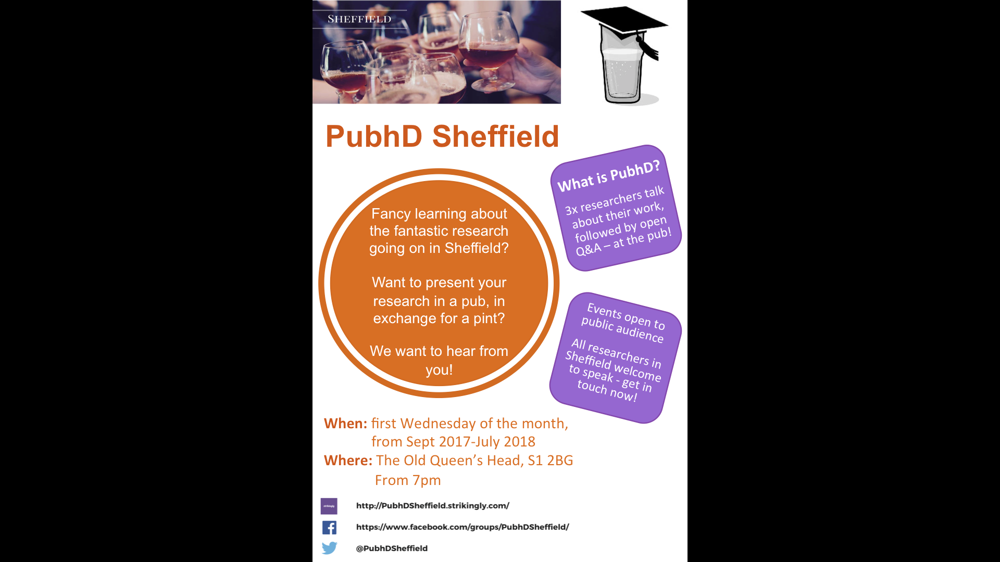 SHEFFIELD
PubhD Sheffield
What is PubhD?
3x researchers talk
about their work,
followed by open
Q&A – at the pub!
Fancy learning about
the fantastic research
going on in Sheffield?
Want to present your
research in a pub, in
exchange for a pint?
We want to hear from
you!
Events open to
public audience
All researchers in
Sheffield welcome
to speak - get in
touch now!
When: first Wednesday of the month,
from Sept 2017-July 2018
Where: The Old Queen’s Head, S1 2BG
From 7pm
strikingly
http://PubhDSheffield.strikingly.com/
https://www.facebook.com/groups/PubhDSheffield/
@PubhDSheffield